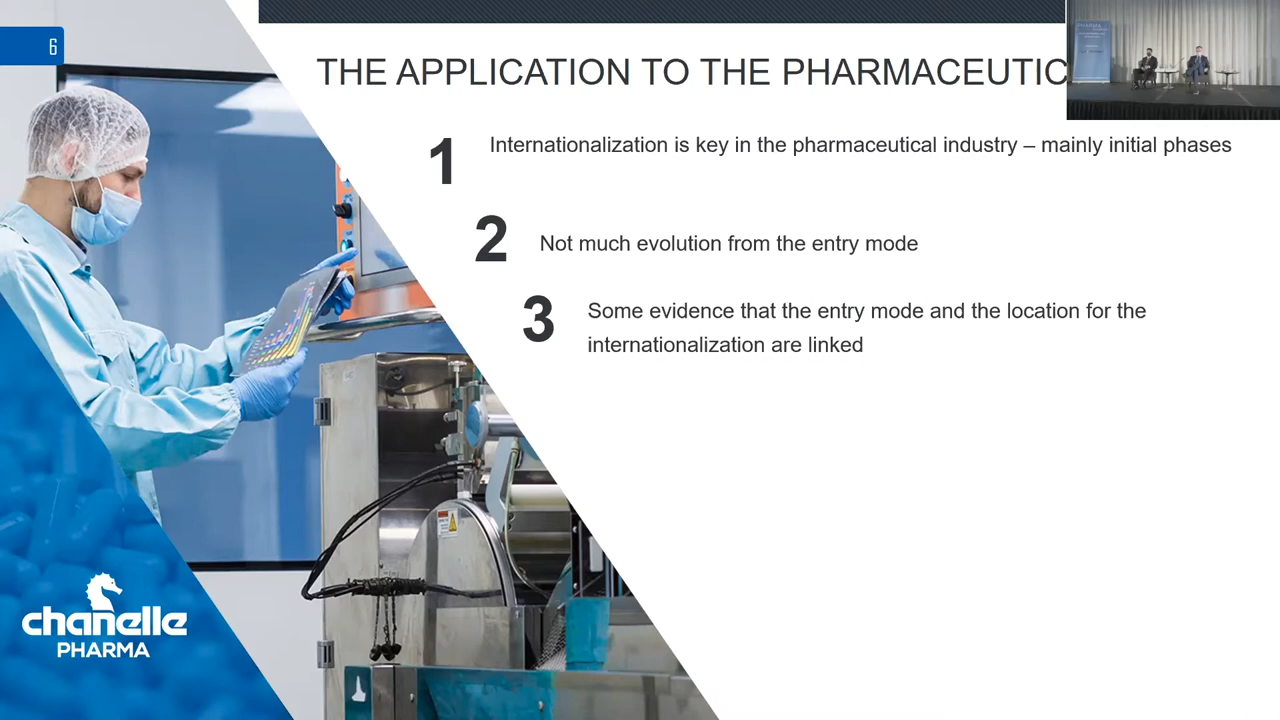 6
THE APPLICATION TO THE PHARMACEUTIC
PHARMA
1
Internationalization is key in the pharmaceutical industry – mainly initial phases
2
Not much evolution from the entry mode
3
Some evidence that the entry mode and the location for the
internationalization are linked
chanelle
PHARMA